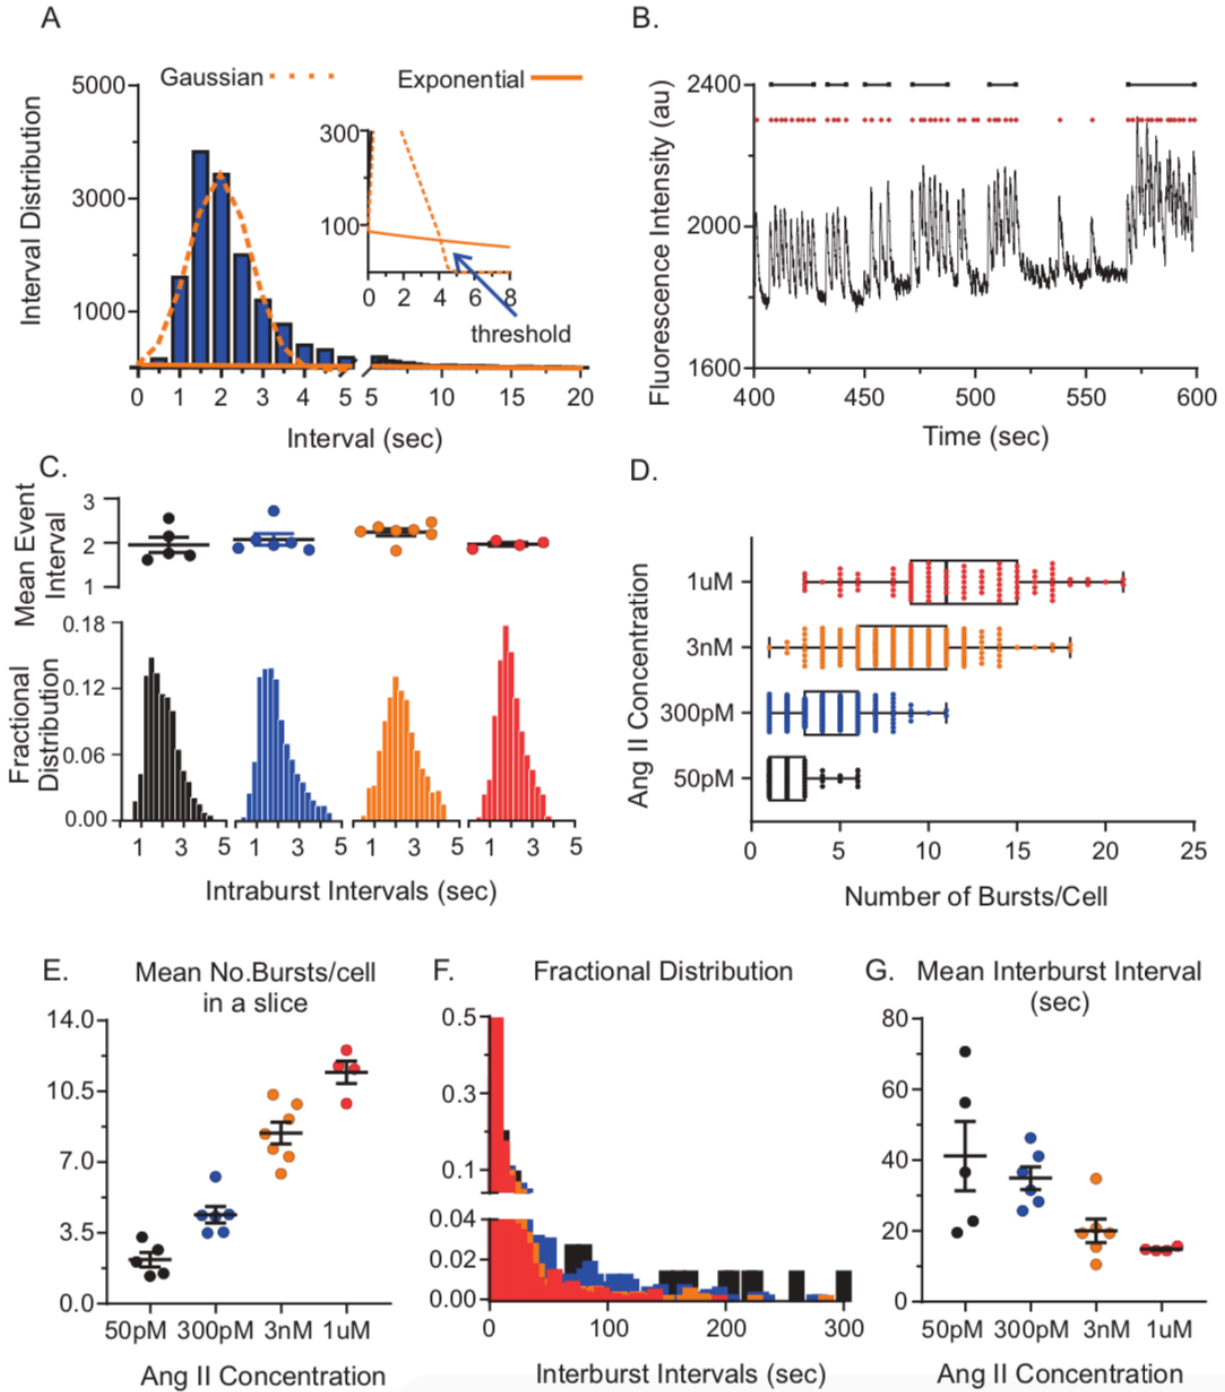 A
Gaussian
Exponential
Interval Distribution
5000
3000
1000
300
100
0 2 4 6 8
threshold
0 1 2 3 4 5 5 10 15 20
Interval (sec)
B.
Fluorescence Intensity (au)
2400
2000
1600
400 450 500 550 600
Time (sec)
C.
Mean Event
Interval
3
2
1
Fractional
Distribution
0.18
0.12
0.06
0.00
1 3 5 1 3 5 1 3 5 1 3 5
Intraburst Intervals (sec)
D.
Ang II Concentration
1uM
3nM
300pM
50pM
0 5 10 15 20 25
Number of Bursts/Cell
E.
Mean No.Bursts/cell
in a slice
14.0
10.5
7.0
3.5
0.0
50pM 300pM 3nM 1uM
Ang II Concentration
F.
Fractional Distribution
0.5
0.3
0.1
0.04
0.02
0.00
0 100 200 300
Interburst Intervals (sec)
G.
Mean Interburst Interval
(sec)
80
60
40
20
0
50pM 300pM 3nM 1uM
Ang II Concentration